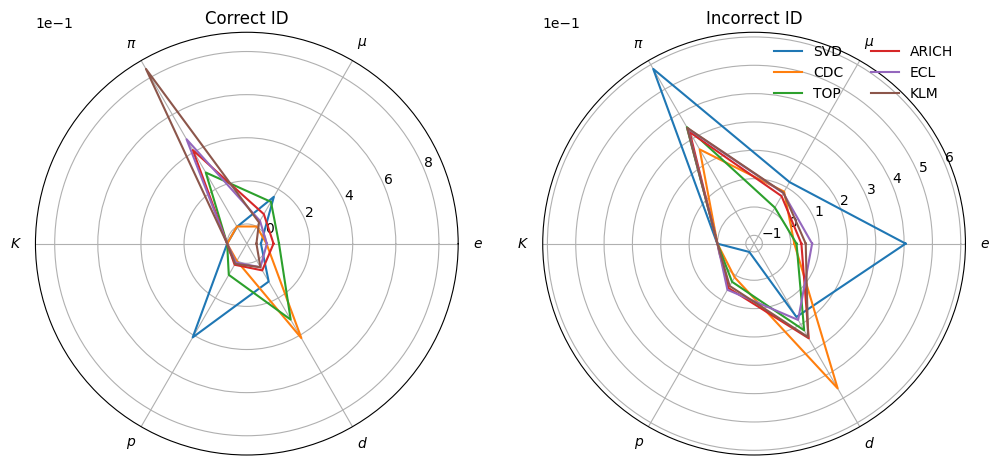 Correct ID
1e−1
π
μ
8
6
4
2
0
K
e
p
d
Incorrect ID
1e−1
π
μ
SVD
CDC
TOP
ARICH
ECL
KLM
6
5
4
3
2
1
0
−1
K
e
p
d